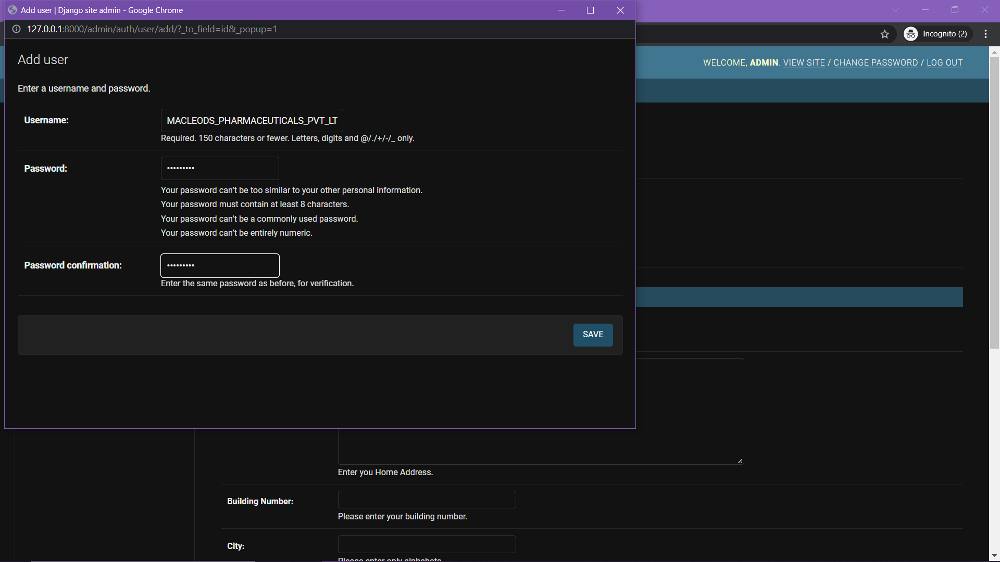 Add user | Django site admin - Google Chrome
127.0.0.1:8000/admin/auth/user/add/?_to_field=id&_popup=1
Incognito (2)
WELCOME, ADMIN. VIEW SITE / CHANGE PASSWORD / LOG OUT
Add user
Enter a username and password.
Username:
MACLEODS_PHARMACEUTICALS_PVT_LT
Required. 150 characters or fewer. Letters, digits and @/./+/-/_ only.
Password:
•••••••••
Your password can’t be too similar to your other personal information.
Your password must contain at least 8 characters.
Your password can’t be a commonly used password.
Your password can’t be entirely numeric.
Password confirmation:
•••••••••
Enter the same password as before, for verification.
SAVE
Enter you Home Address.
Building Number:
Please enter your building number.
City:
Please enter only alphabets